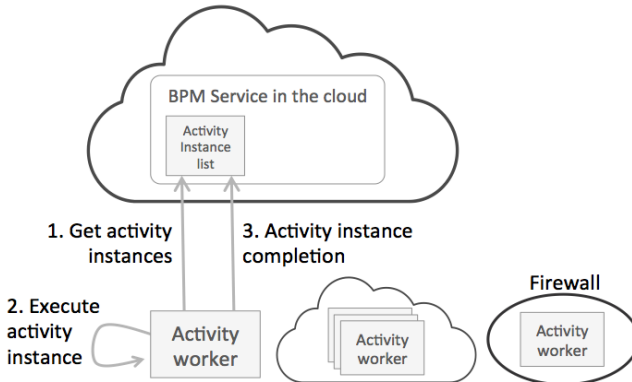 BPM Service in the cloud
Activity
Instance
list
1. Get activity
instances
3. Activity instance
completion
2. Execute
activity
instance
Activity
worker
Activity
worker
Firewall
Activity
worker